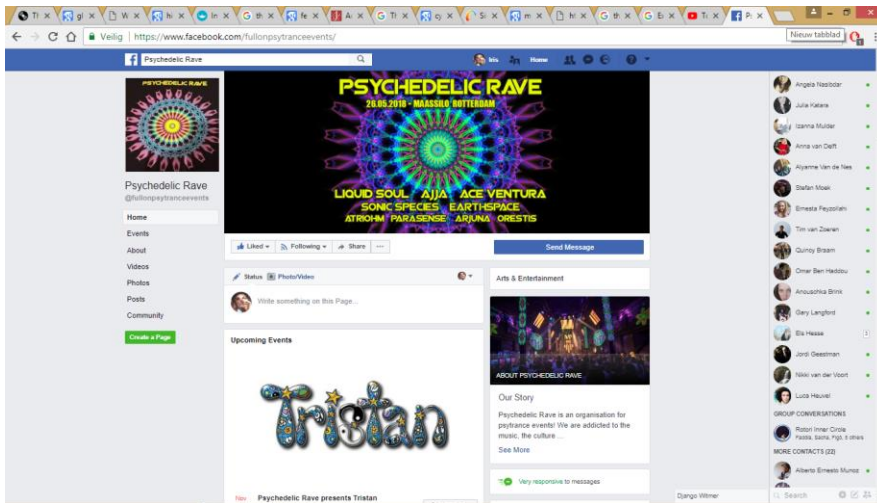 Nieuw tabblad
Veilig | https://www.facebook.com/fullonpsytranceevents/
Psychedelic Rave
Iris
Home
PSYCHEDELIC RAVE
PSYCHEDELIC RAVE
26.05.2018 - MAASSILO ROTTERDAM
LIQUID SOUL AJJA ACE VENTURA
SONIC SPECIES EARTHSPACE
ATRIOHM PARASENSE ARJUNA ORESTIS
Psychedelic Rave
@fullonpsytranceevents
Home
Events
About
Videos
Photos
Posts
Community
Create a Page
Liked
Following
Share
Send Message
Status
Photo/Video
Write something on this Page...
Upcoming Events
Tristan
New
Psychedelic Rave presents Tristan
Arts & Entertainment
ABOUT PSYCHEDELIC RAVE
Our Story
Psychedelic Rave is an organisation for
psytrance events! We are addicted to the
music, the culture ...
See More
Very responsive to messages
Angela Nasibdar
Julia Katers
Izanna Mulder
Anna van Delft
Alyanne Van de Nes
Stefan Moek
Ernesta Feyzollahi
Tim van Zoeren
Quincy Bream
Omar Ben Haddou
Anouschka Brink
Gary Langford
Els Hesse
Jordi Geestman
Nikki van der Voort
Luca Heuvel
GROUP CONVERSATIONS
Rotori Inner Circle
MORE CONTACTS (22)
Alberto Ernesto Munoz
Django Witmer
Search